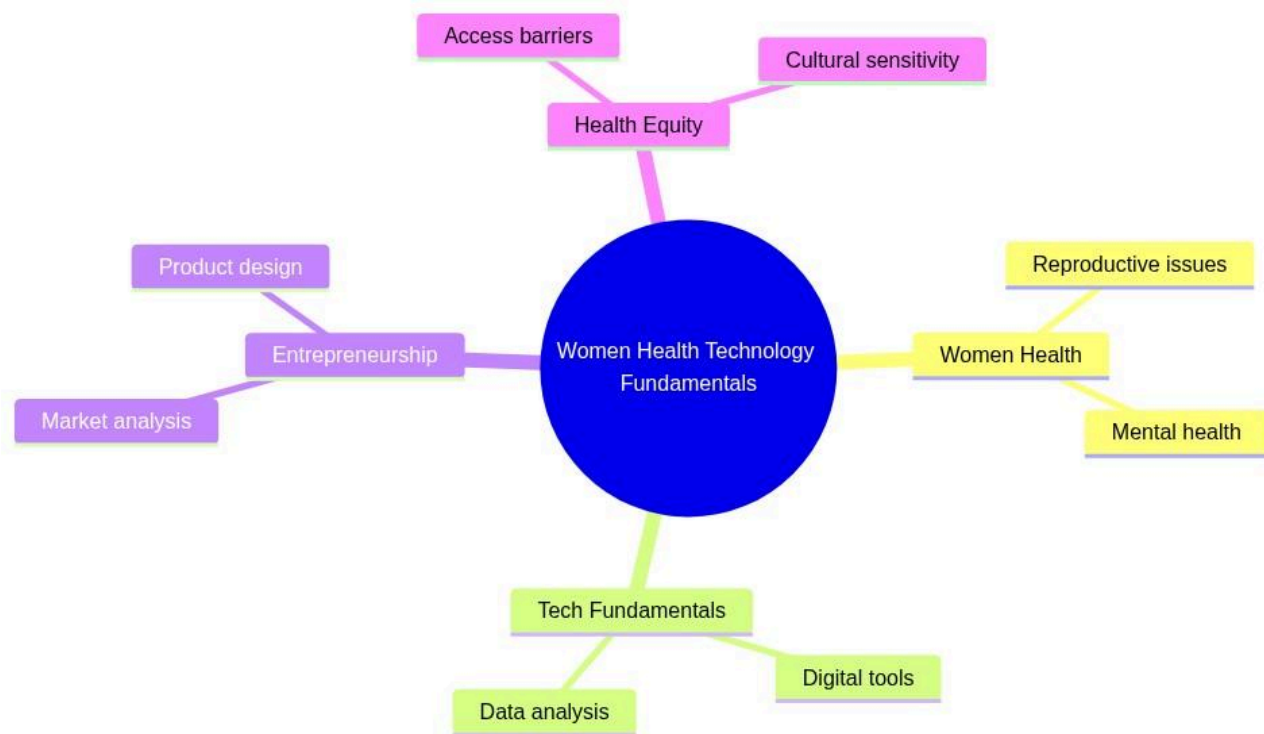 Access barriers
Cultural sensitivity
Health Equity
Product design
Reproductive issues
Entrepreneurship
Women Health Technology
Fundamentals
Women Health
Market analysis
Mental health
Tech Fundamentals
Digital tools
Data analysis